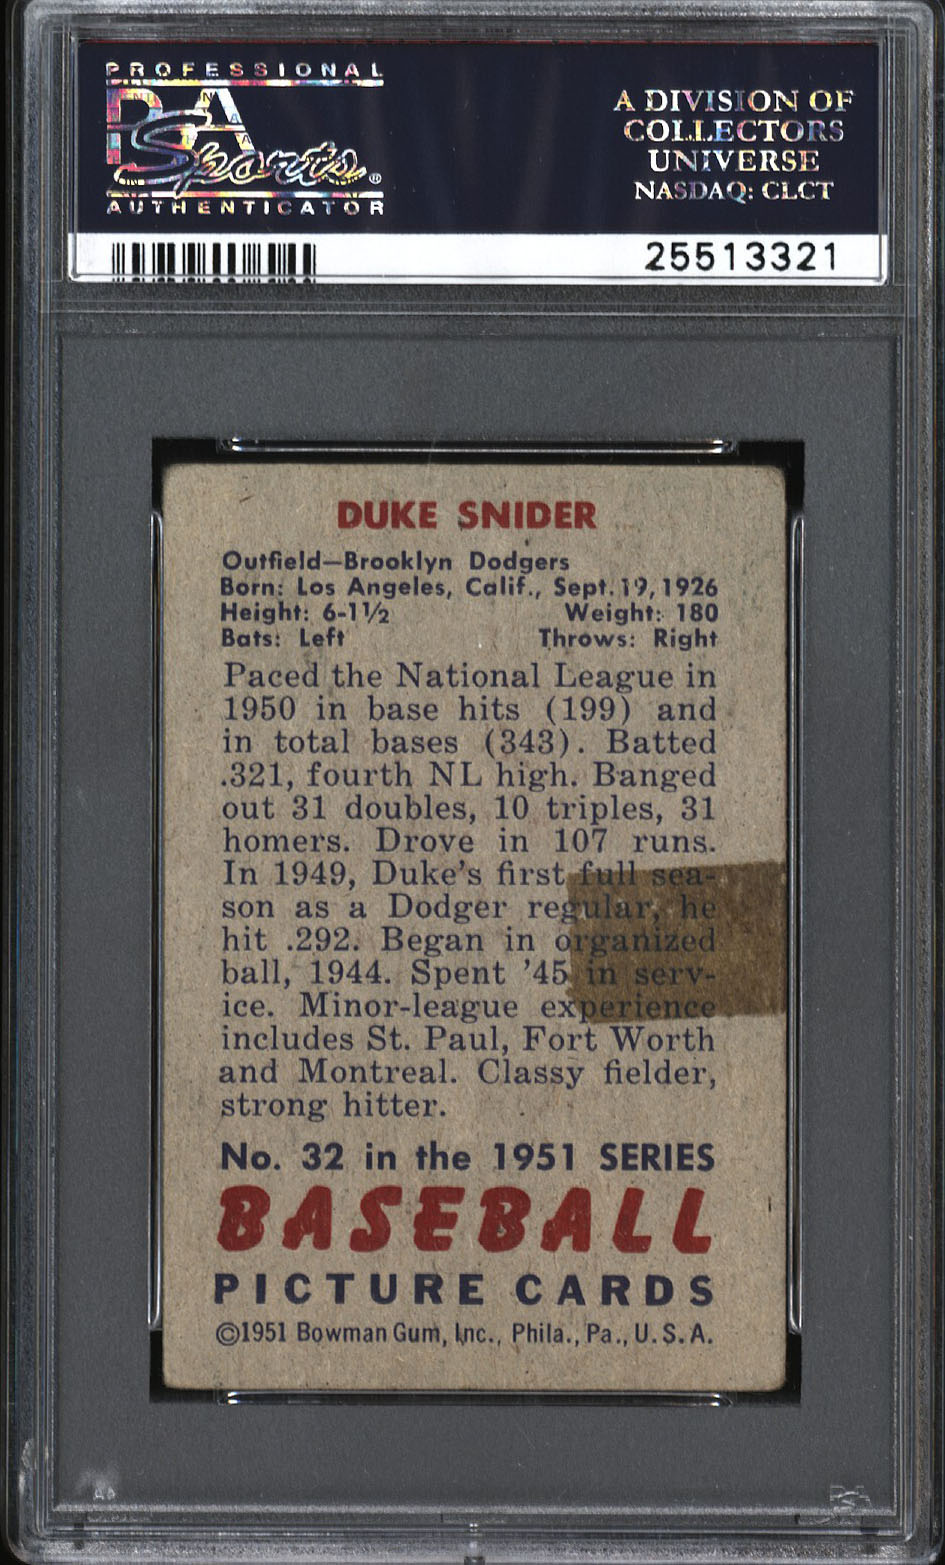 PROFESSIONAL
PSA
Sports®
AUTHENTICATOR
A DIVISION OF
COLLECTORS
UNIVERSE
NASDAQ: CLCT
25513321
DUKE SNIDER
Outfield—Brooklyn Dodgers
Born: Los Angeles, Calif., Sept. 19, 1926
Height: 6-1½ Weight: 180
Bats: Left Throws: Right
Paced the National League in
1950 in base hits (199) and
in total bases (343). Batted
.321, fourth NL high. Banged
out 31 doubles, 10 triples, 31
homers. Drove in 107 runs.
In 1949, Duke's first full sea-
son as a Dodger regular, he
hit .292. Began in organized
ball, 1944. Spent '45 in serv-
ice. Minor-league experience
includes St. Paul, Fort Worth
and Montreal. Classy fielder,
strong hitter.
No. 32 in the 1951 SERIES
BASEBALL
PICTURE CARDS
©1951 Bowman Gum, Inc., Phila., Pa., U.S.A.
PSA